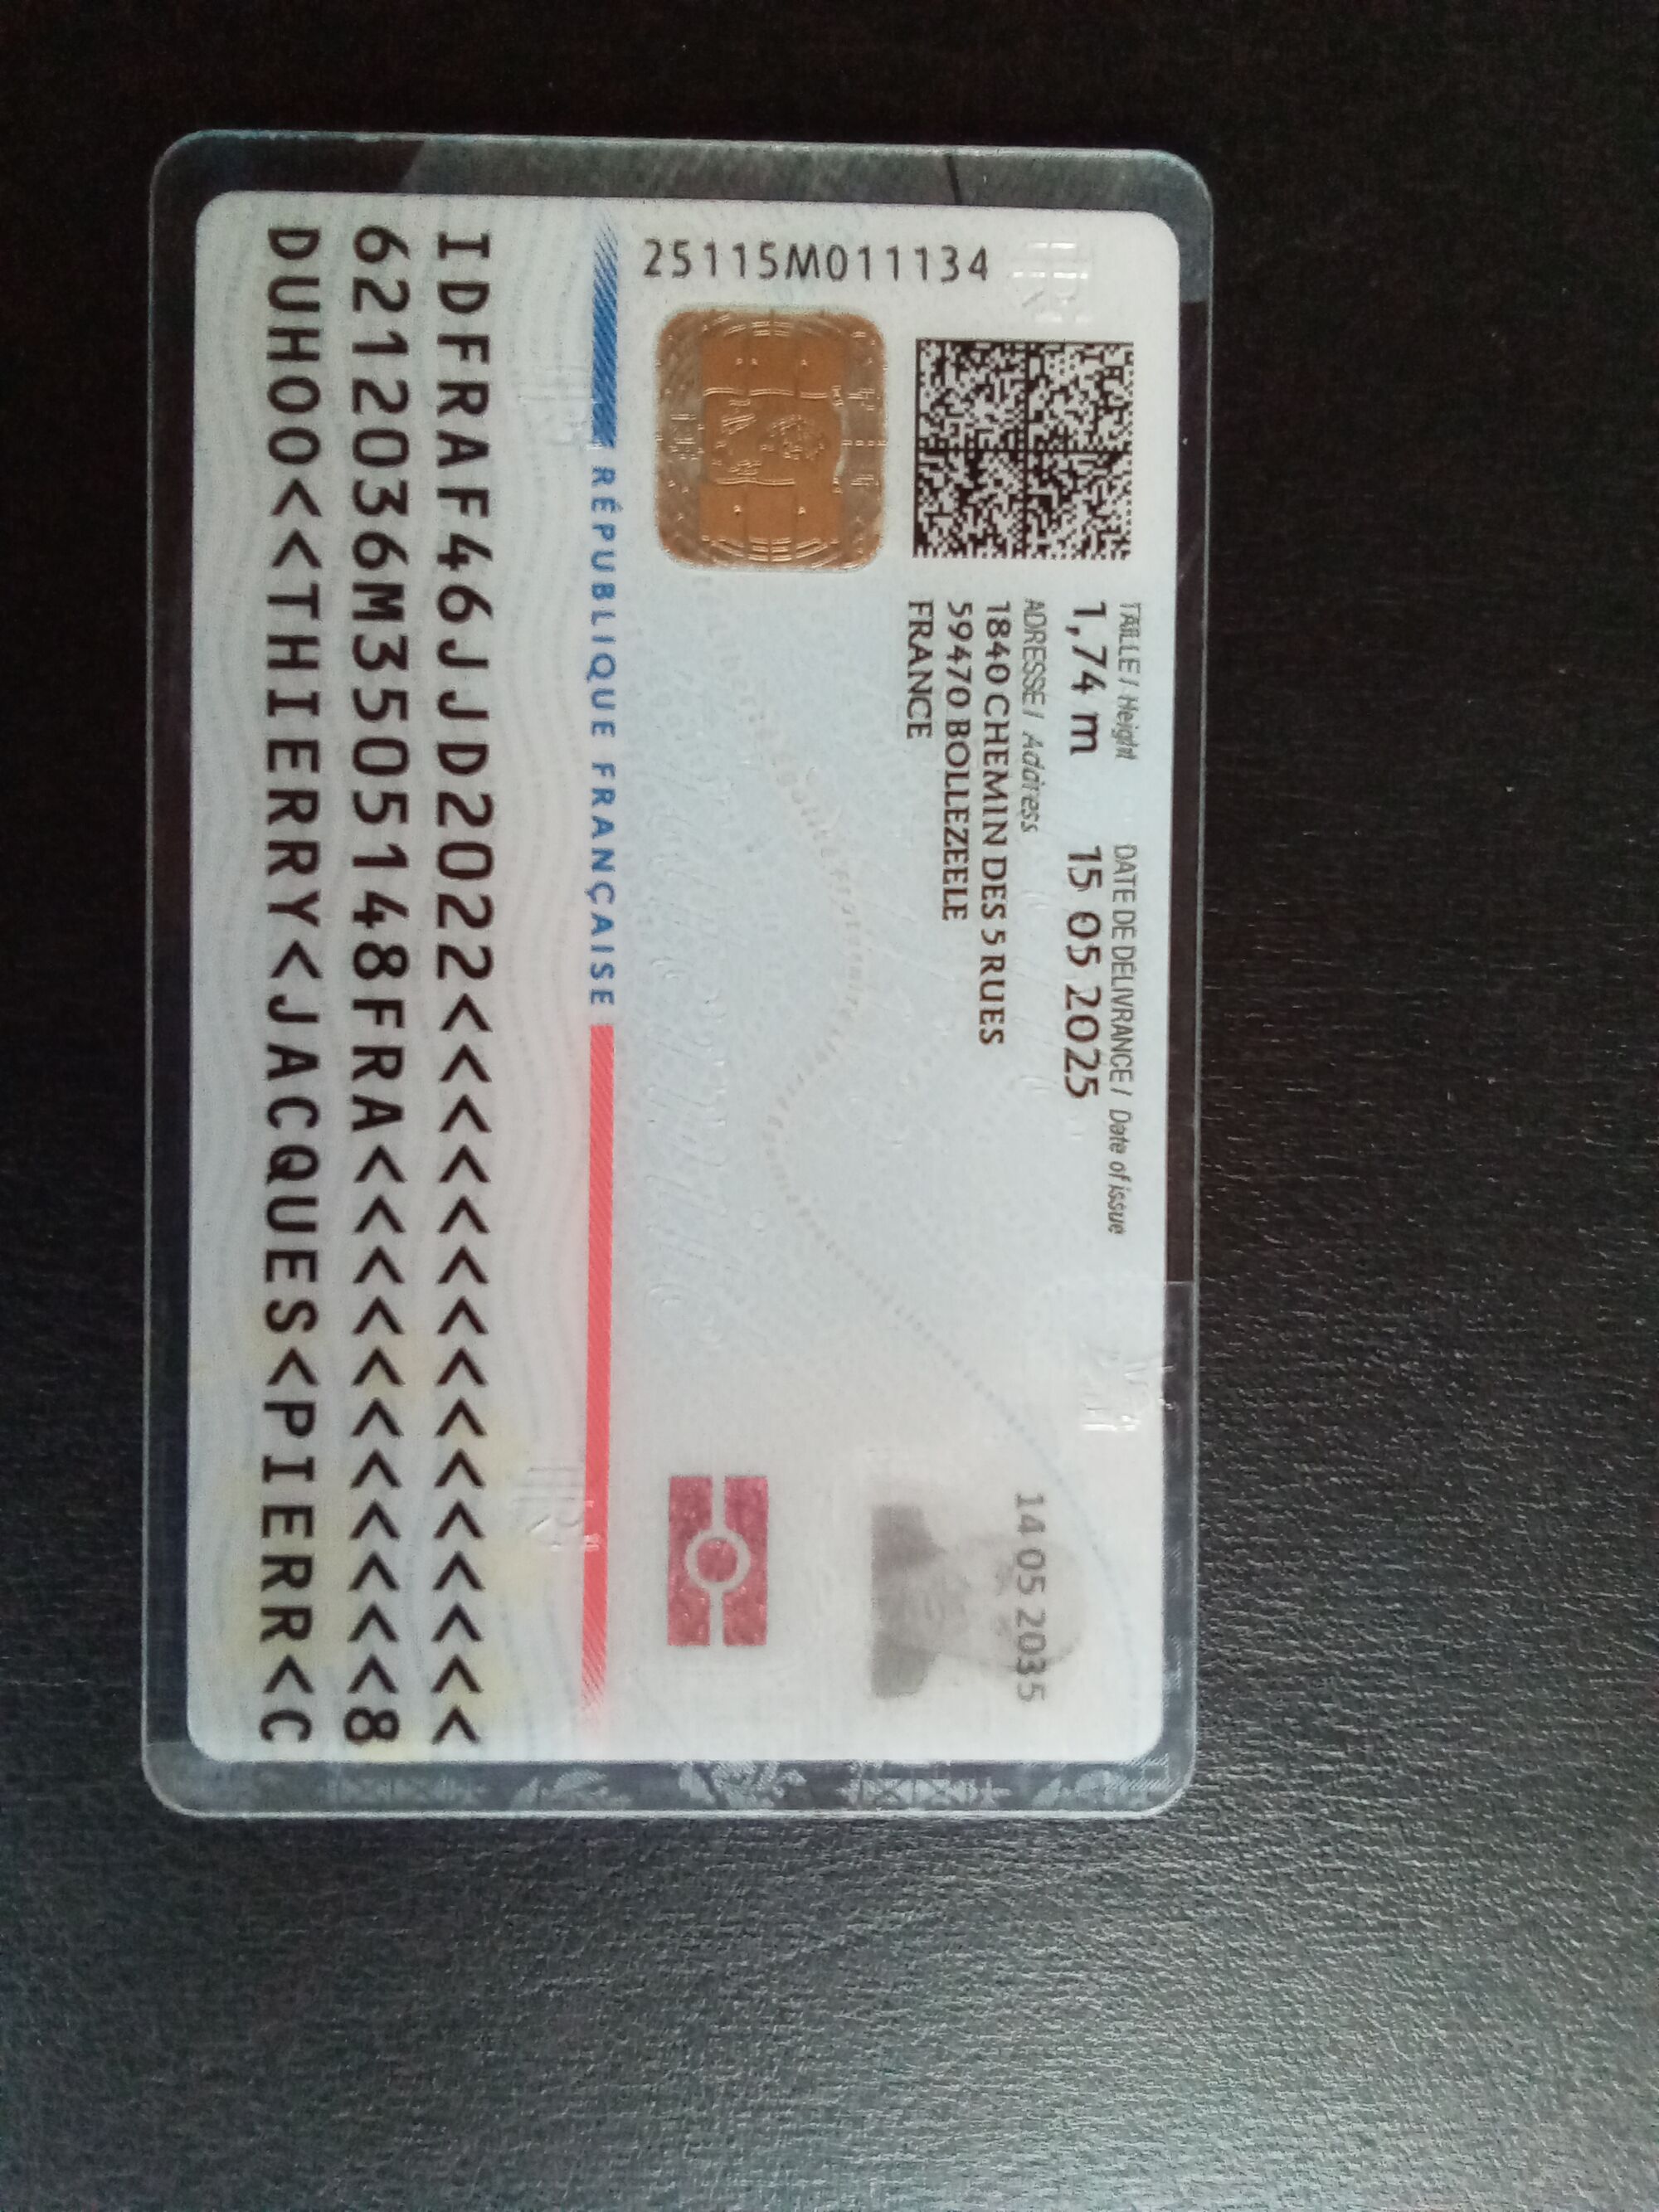 25115M011134
TAILLE / Height
1,74 m
DATE DE DÉLIVRANCE / Date of issue
15 05 2025
ADRESSE / Address
1840 CHEMIN DES 5 RUES
59470 BOLLEZEELE
FRANCE
14 05 2035
RÉPUBLIQUE FRANÇAISE
IDFRAF46JJD2022<<<<<<<<<<<<<<<
6212036M3505148FRA<<<<<<<<<<<8
DUHOO<<THIERRY<JACQUES<PIERR<C